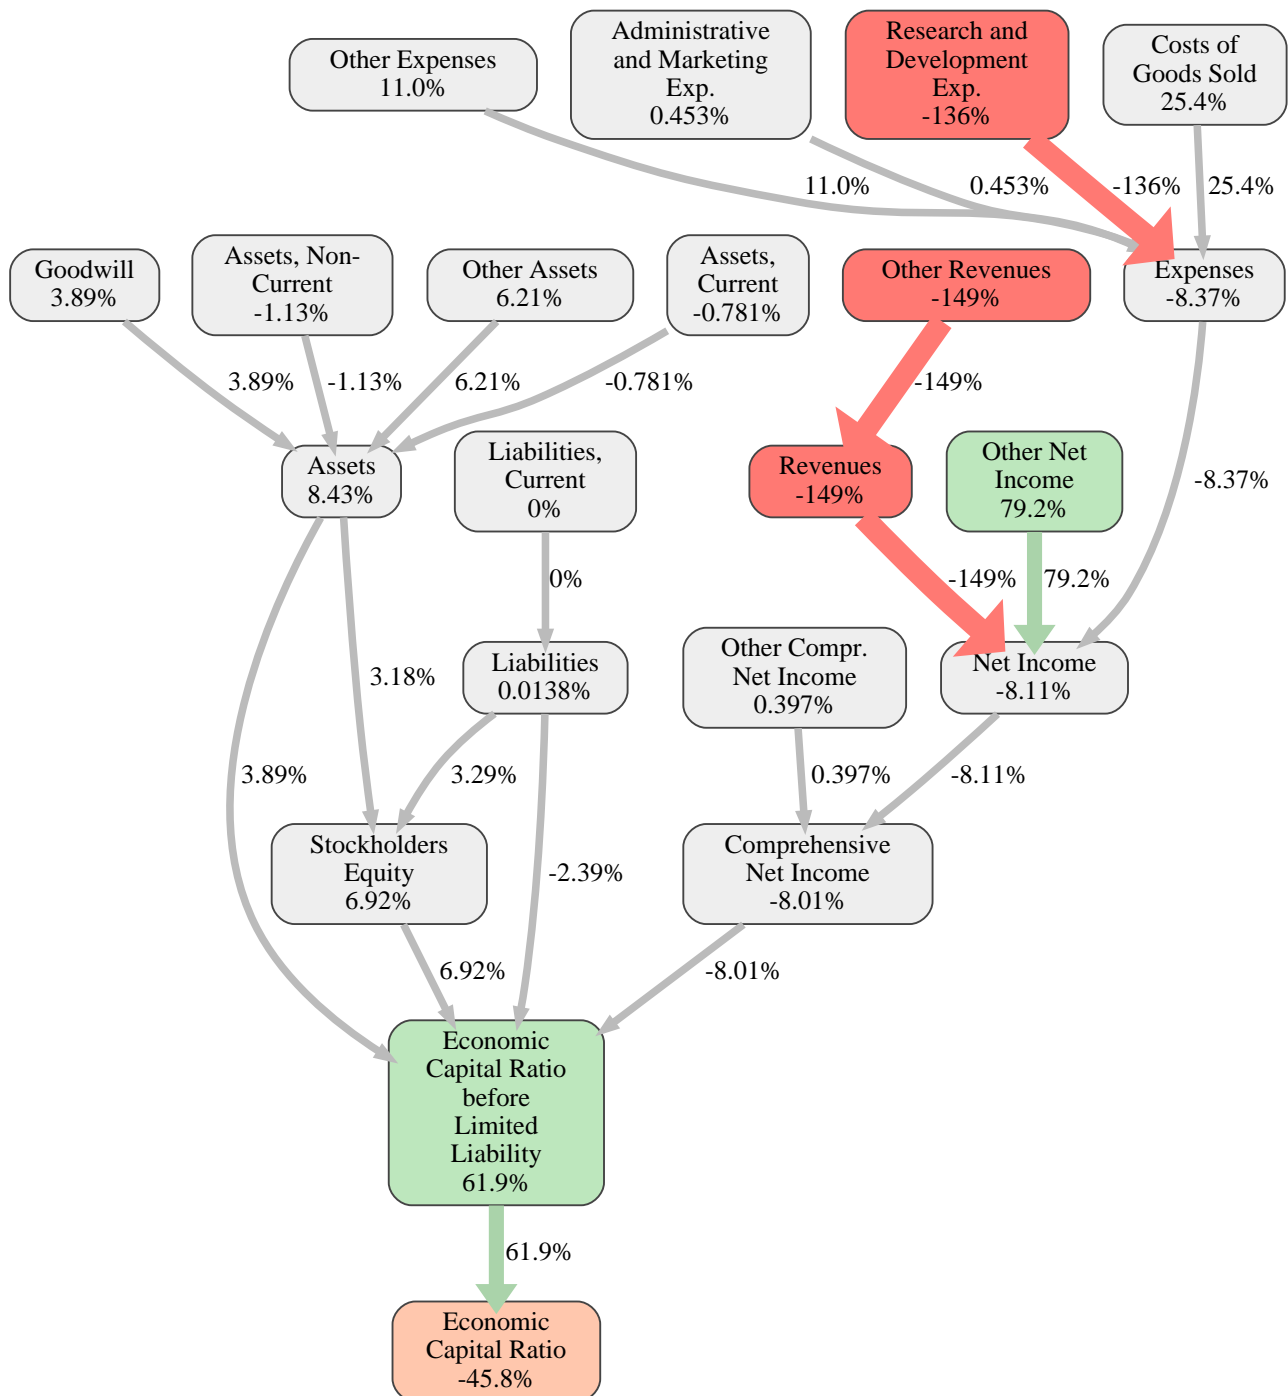 Other Expenses
11.0%
Administrative
and Marketing
Exp.
0.453%
Research and
Development
Exp.
-136%
Costs of
Goods Sold
25.4%
11.0%
0.453%
-136%
25.4%
Goodwill
3.89%
Assets, Non-
Current
-1.13%
Other Assets
6.21%
Assets,
Current
-0.781%
Other Revenues
-149%
Expenses
-8.37%
3.89%
-1.13%
6.21%
-0.781%
-149%
Assets
8.43%
Liabilities,
Current
0%
Revenues
-149%
Other Net
Income
79.2%
-8.37%
0%
-149%
79.2%
3.18%
Liabilities
0.0138%
Other Compr.
Net Income
0.397%
Net Income
-8.11%
3.89%
3.29%
0.397%
-8.11%
Stockholders
Equity
6.92%
-2.39%
Comprehensive
Net Income
-8.01%
6.92%
-8.01%
Economic
Capital Ratio
before
Limited
Liability
61.9%
61.9%
Economic
Capital Ratio
-45.8%